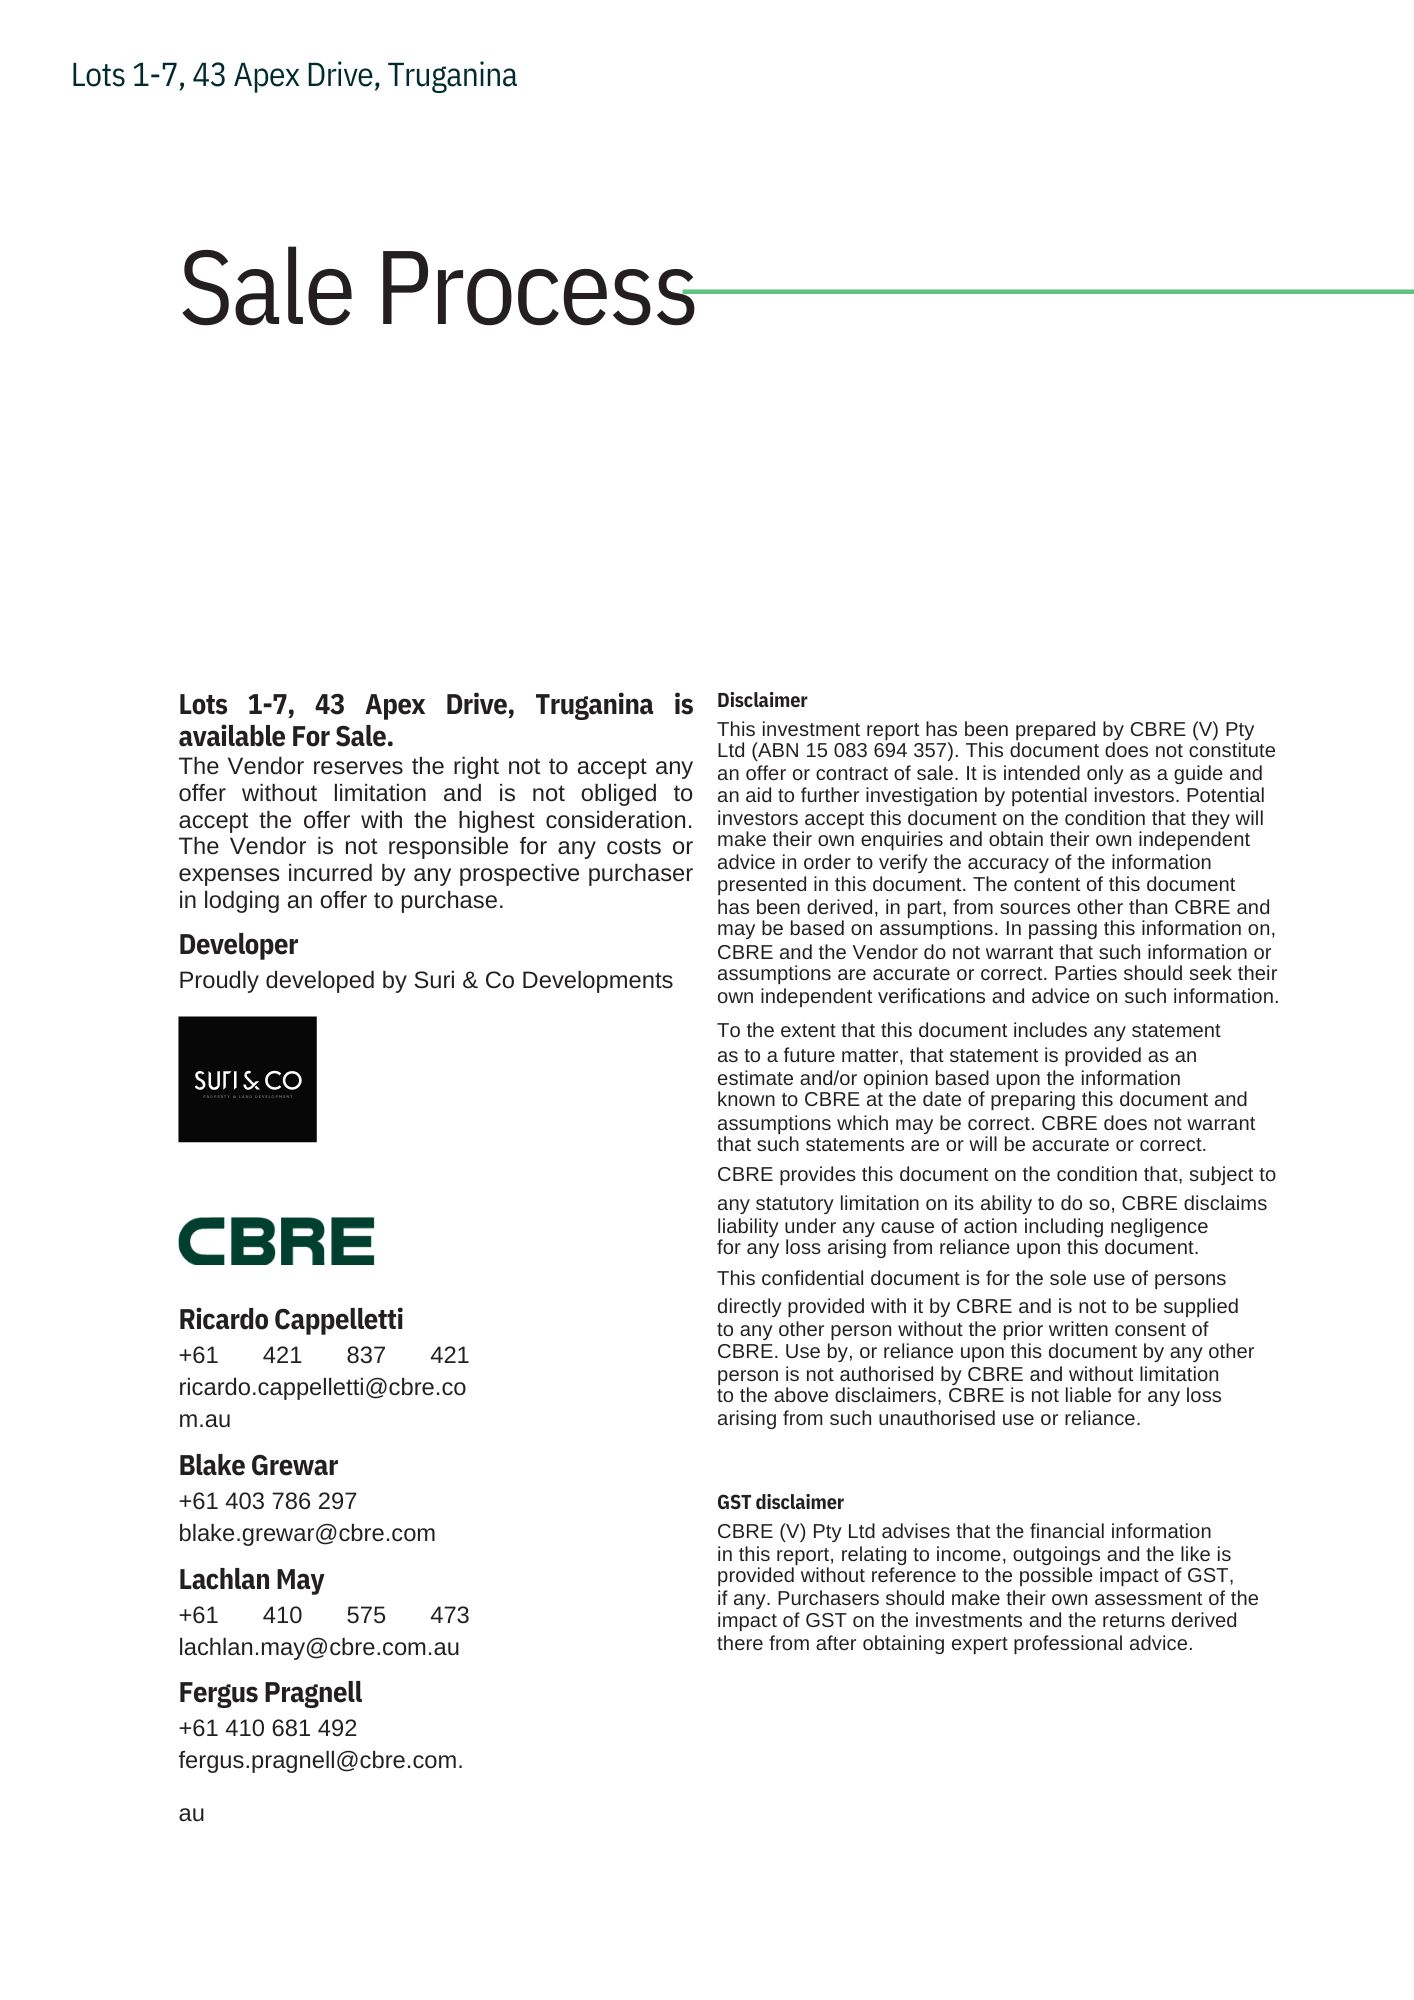 Lots 1-7, 43 Apex Drive, Truganina
Sale Process
Lots 1-7, 43 Apex Drive, Truganina is
available For Sale.
The Vendor reserves the right not to accept any
offer without limitation and is not obliged to
accept the offer with the highest consideration.
The Vendor is not responsible for any costs or
expenses incurred by any prospective purchaser
in lodging an offer to purchase.
Developer
Proudly developed by Suri & Co Developments
SUri & CO
PROPERTY & LAND DEVELOPMENT
CBRE
Ricardo Cappelletti
+61 421 837 421
ricardo.cappelletti@cbre.co
m.au
Blake Grewar
+61 403 786 297
blake.grewar@cbre.com
Lachlan May
+61 410 575 473
lachlan.may@cbre.com.au
Fergus Pragnell
+61 410 681 492
fergus.pragnell@cbre.com.
au
Disclaimer
This investment report has been prepared by CBRE (V) Pty
Ltd (ABN 15 083 694 357). This document does not constitute
an offer or contract of sale. It is intended only as a guide and
an aid to further investigation by potential investors. Potential
investors accept this document on the condition that they will
make their own enquiries and obtain their own independent
advice in order to verify the accuracy of the information
presented in this document. The content of this document
has been derived, in part, from sources other than CBRE and
may be based on assumptions. In passing this information on,
CBRE and the Vendor do not warrant that such information or
assumptions are accurate or correct. Parties should seek their
own independent verifications and advice on such information.
To the extent that this document includes any statement
as to a future matter, that statement is provided as an
estimate and/or opinion based upon the information
known to CBRE at the date of preparing this document and
assumptions which may be correct. CBRE does not warrant
that such statements are or will be accurate or correct.
CBRE provides this document on the condition that, subject to
any statutory limitation on its ability to do so, CBRE disclaims
liability under any cause of action including negligence
for any loss arising from reliance upon this document.
This confidential document is for the sole use of persons
directly provided with it by CBRE and is not to be supplied
to any other person without the prior written consent of
CBRE. Use by, or reliance upon this document by any other
person is not authorised by CBRE and without limitation
to the above disclaimers, CBRE is not liable for any loss
arising from such unauthorised use or reliance.
GST disclaimer
CBRE (V) Pty Ltd advises that the financial information
in this report, relating to income, outgoings and the like is
provided without reference to the possible impact of GST,
if any. Purchasers should make their own assessment of the
impact of GST on the investments and the returns derived
there from after obtaining expert professional advice.